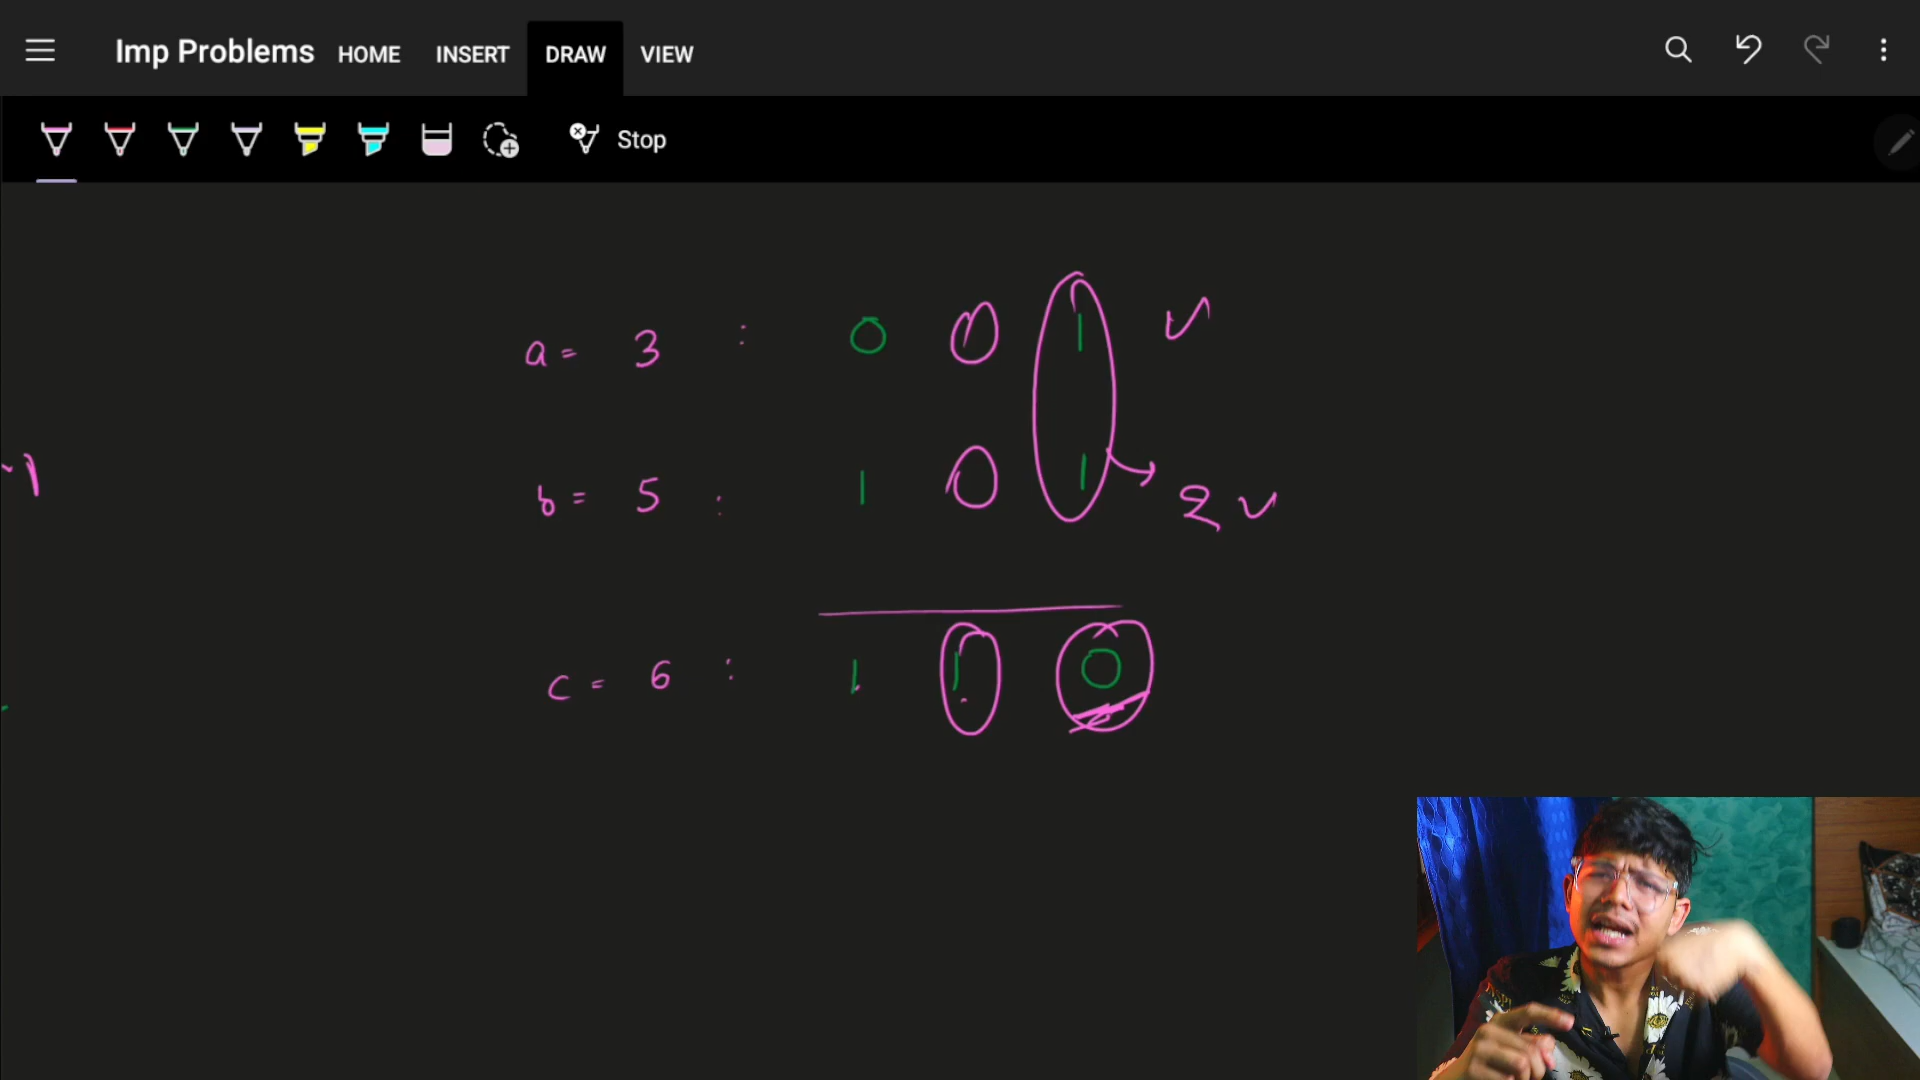 Imp Problems HOME INSERT DRAW VIEW
Stop
a = 3 : 0 0 1
b = 5 : 1 0 1
2
c = 6 : 1 1 0